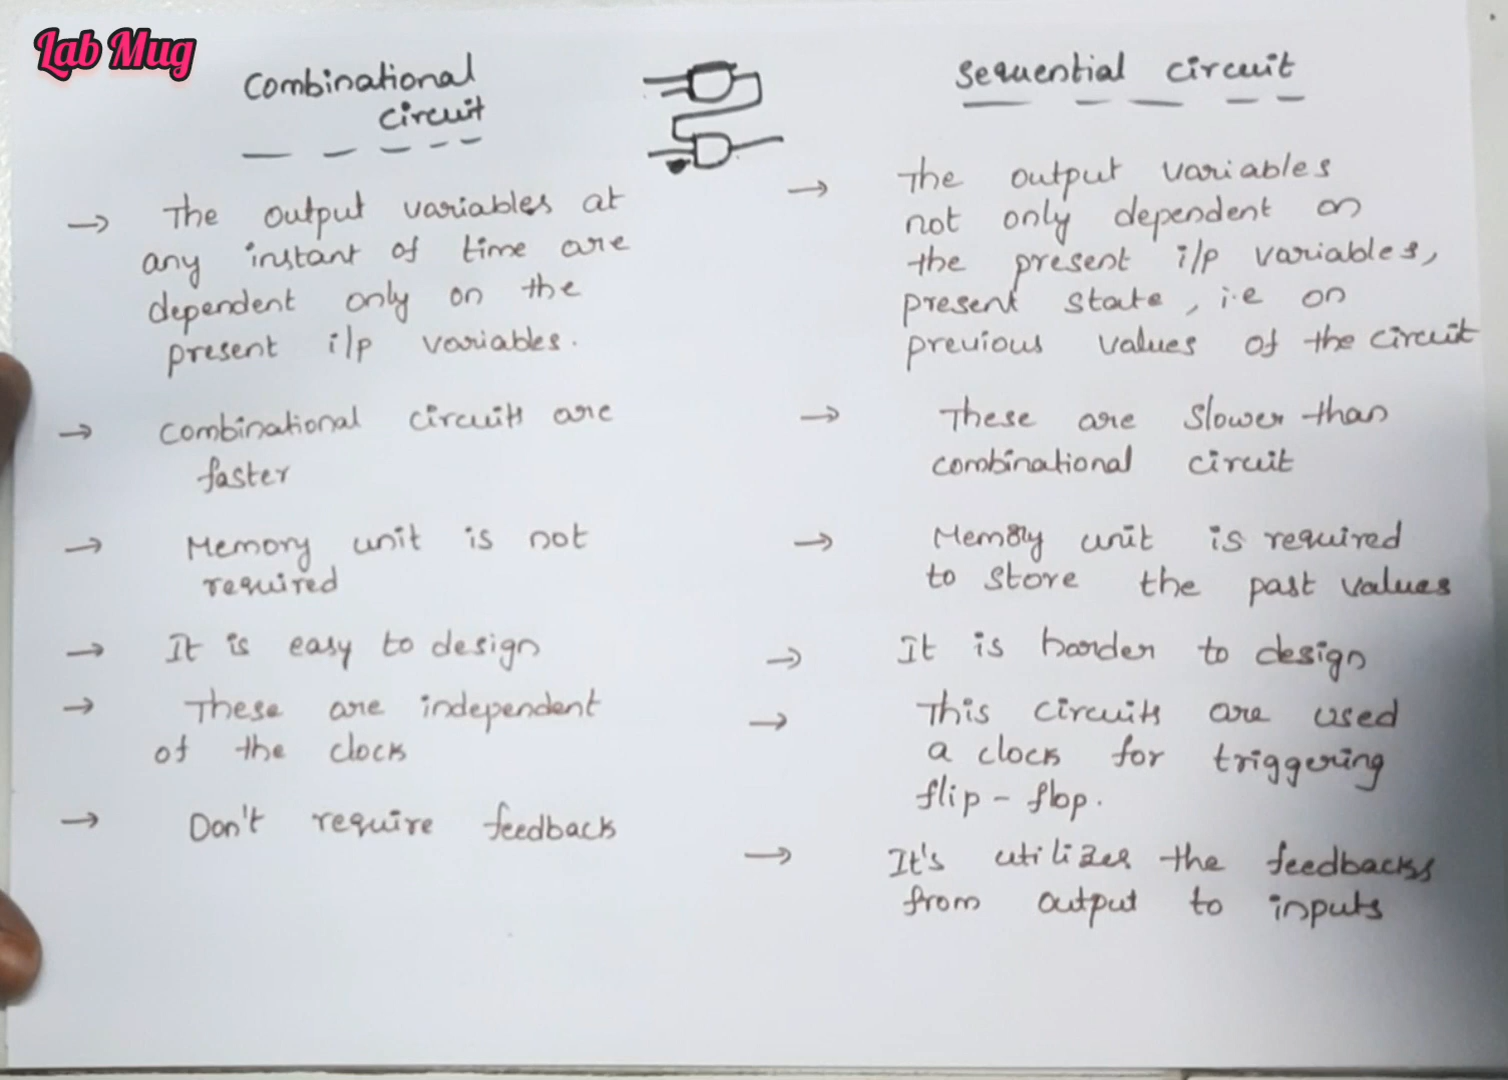 Lab Mug
Combinational
circuit
→ The output variables at
any instant of time are
dependent only on the
present i/p variables.
→ Combinational circuits are
faster
→ Memory unit is not
required
→ It is easy to design
→ These are independent
of the clock
→ Don't require feedback
Sequential circuit
→ The output variables
not only dependent on
the present i/p variables,
present state, i.e on
previous values of the circuit
→ These are slower than
combinational circuit
→ Memory unit is required
to store the past values
→ It is harder to design
→ This circuits are used
a clock for triggering
flip-flop.
→ It's utilizes the feedbacks
from output to inputs